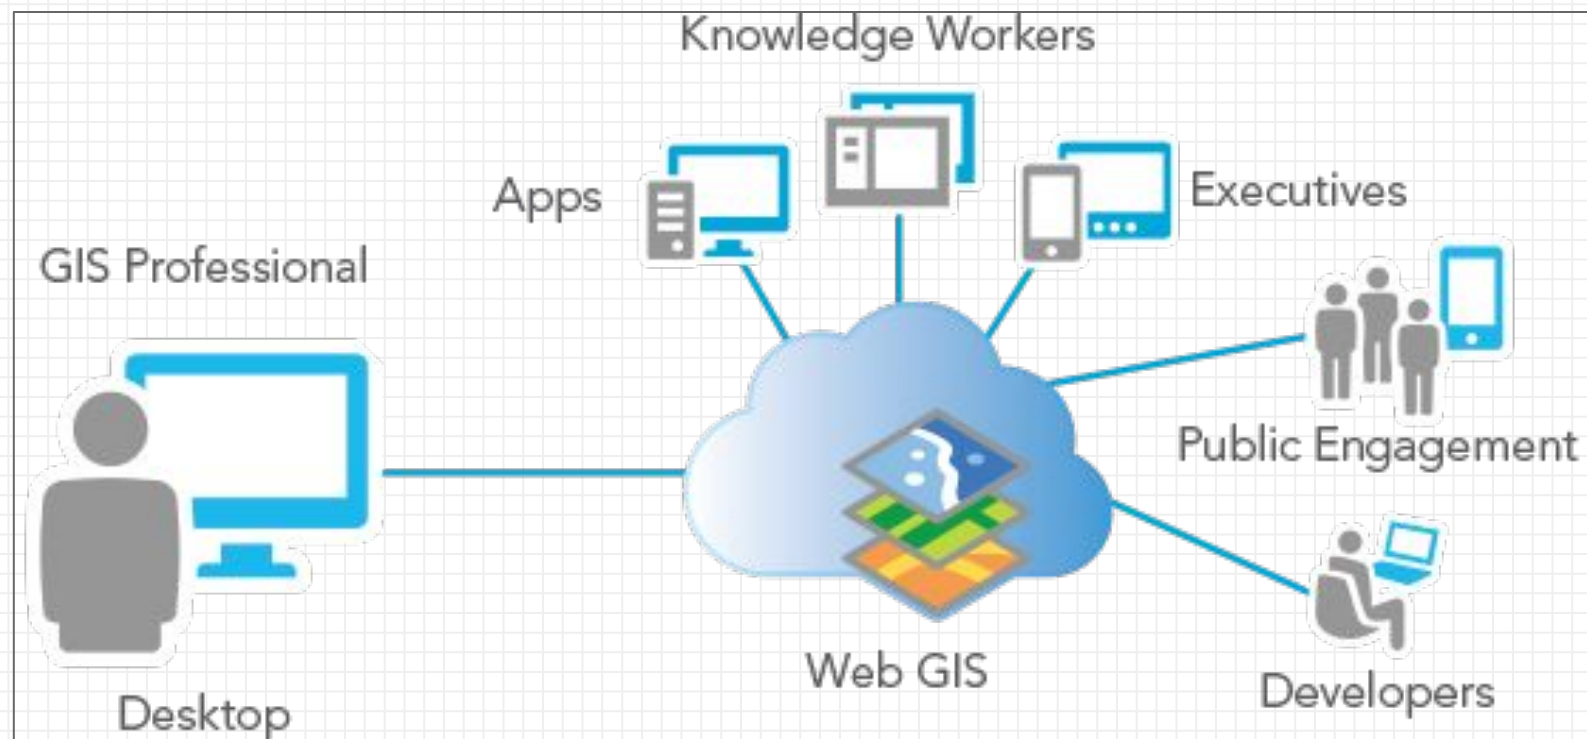 Knowledge Workers
Apps
Executives
GIS Professional
Public Engagement
Web GIS
Developers
Desktop